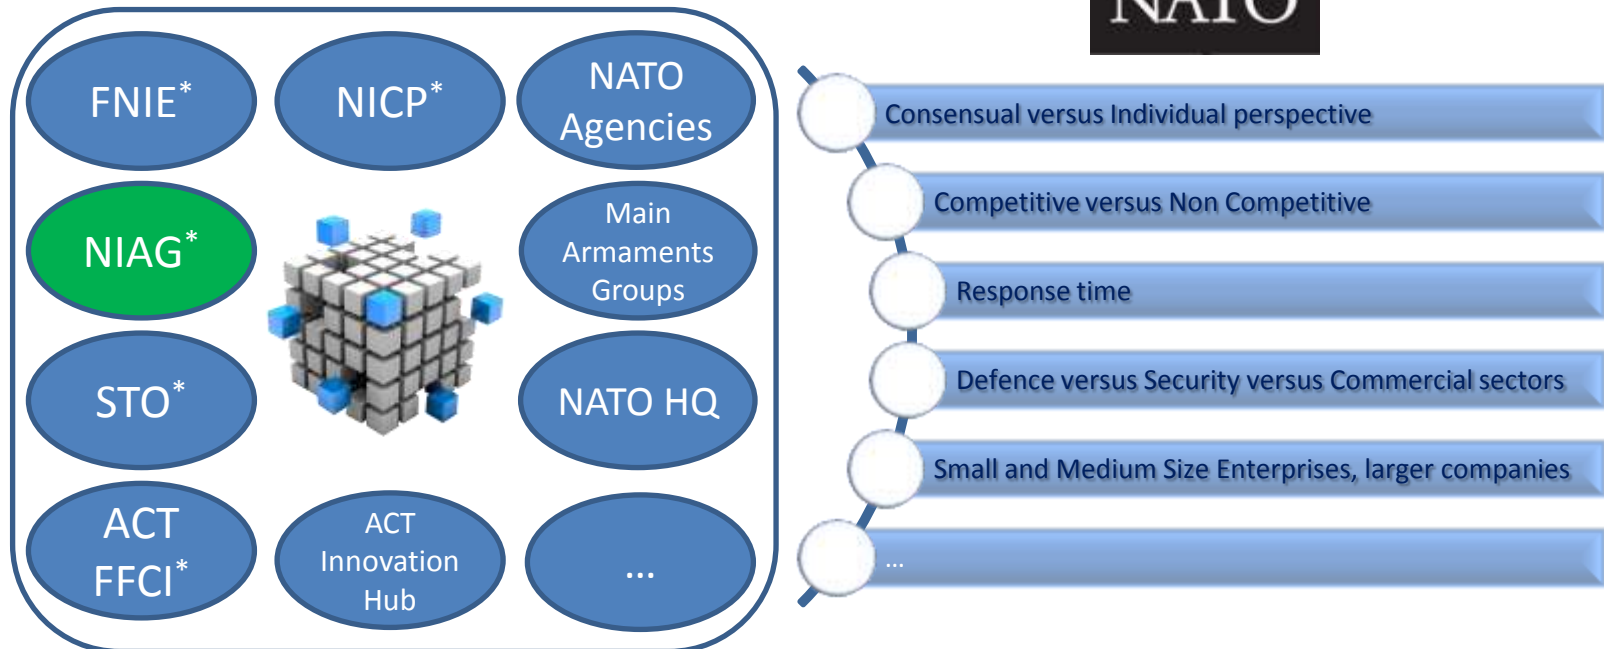 NATO
FNIE*
NICP*
NATO
Agencies
NIAG*
Main
Armaments
Groups
STO*
NATO HQ
ACT
FFCI*
ACT
Innovation
Hub
...
Consensual versus Individual perspective
Competitive versus Non Competitive
Response time
Defence versus Security versus Commercial sectors
Small and Medium Size Enterprises, larger companies
...